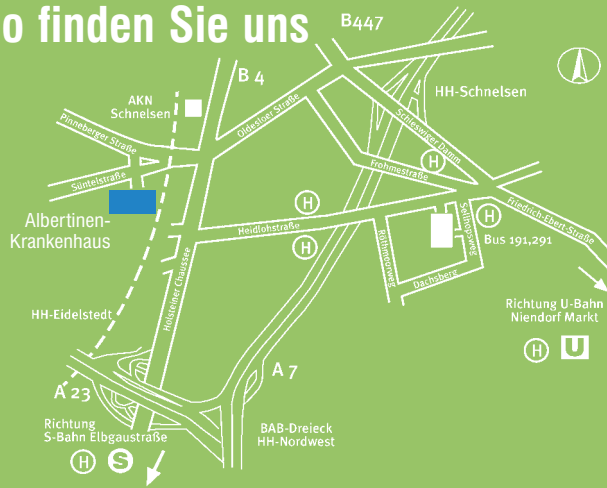 o finden Sie uns
B447
B 4
AKN
Schnelsen
HH-Schnelsen
Pinneberger Straße
Oldesloer Straße
Schleswiger Damm
Frohmestraße
H
Süntelstraße
Albertinen-
Krankenhaus
H
Heidlohstraße
H
Seilhopsweg
H
Friedrich-Ebert-Straße
Bus 191,291
Röthmoorweg
Dachsberg
Holsteiner Chaussee
HH-Eidelstedt
Richtung U-Bahn
Niendorf Markt
H U
A 23
A 7
Richtung
S-Bahn Elbgaustraße
H S
BAB-Dreieck
HH-Nordwest